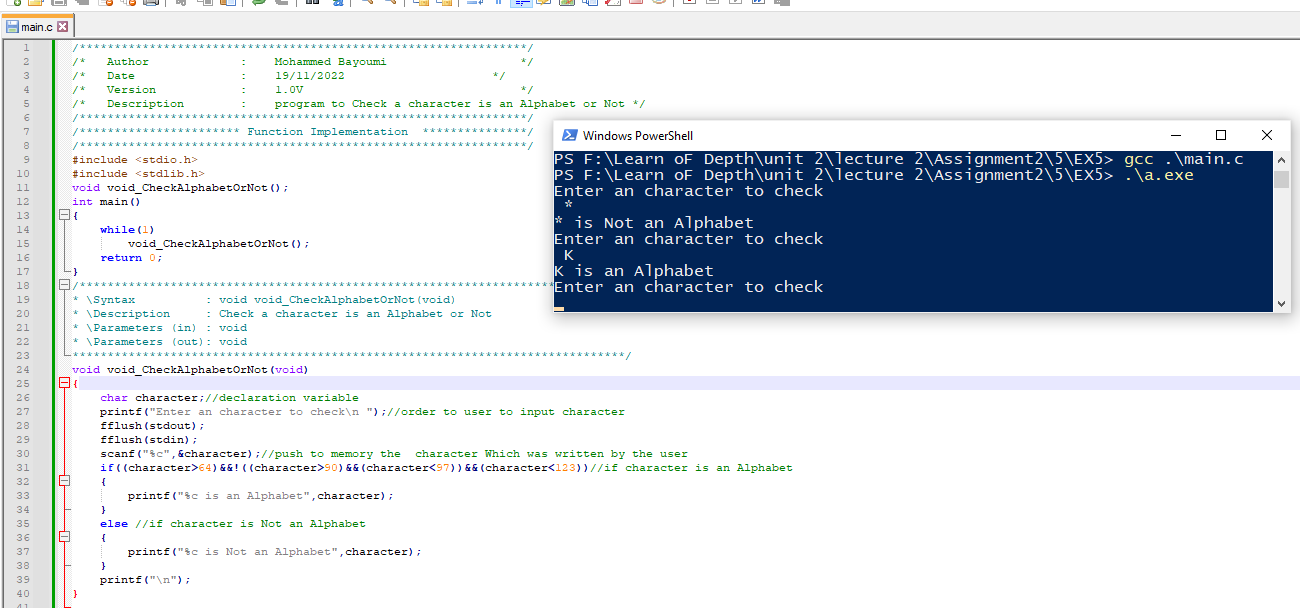 main.c
1 /****************************************************************/
2 /*   Author             :    Mohammed Bayoumi                   */
3 /*   Date               :    19/11/2022                     */
4 /*   Version            :    1.0V                               */
5 /*   Description        :    program to Check a character is an Alphabet or Not */
6 /****************************************************************/
7 /*********************** Function Implementation  ***************/
8 /****************************************************************/
9 #include <stdio.h>
10 #include <stdlib.h>
11 void void_CheckAlphabetOrNot();
12 int main()
13 {
14     while(1)
15         void_CheckAlphabetOrNot();
16     return 0;
17 }
18 /********************************************************************
19 * \Syntax          : void void_CheckAlphabetOrNot(void)
20 * \Description     : Check a character is an Alphabet or Not
21 * \Parameters (in) : void
22 * \Parameters (out): void
23 *******************************************************************************/
24 void void_CheckAlphabetOrNot(void)
25 {
26     char character;//declaration variable
27     printf("Enter an character to check\n ");//order to user to input character
28     fflush(stdout);
29     fflush(stdin);
30     scanf("%c",&character);//push to memory the  character Which was written by the user
31     if((character>64)&&!((character>90)&&(character<97))&&(character<123))//if character is an Alphabet
32     {
33         printf("%c is an Alphabet",character);
34     }
35     else //if character is Not an Alphabet
36     {
37         printf("%c is Not an Alphabet",character);
38     }
39     printf("\n");
40 }
41
Windows PowerShell
PS F:\Learn oF Depth\unit 2\lecture 2\Assignment2\5\EX5> gcc .\main.c
PS F:\Learn oF Depth\unit 2\lecture 2\Assignment2\5\EX5> .\a.exe
Enter an character to check
 *
* is Not an Alphabet
Enter an character to check
 K
K is an Alphabet
Enter an character to check